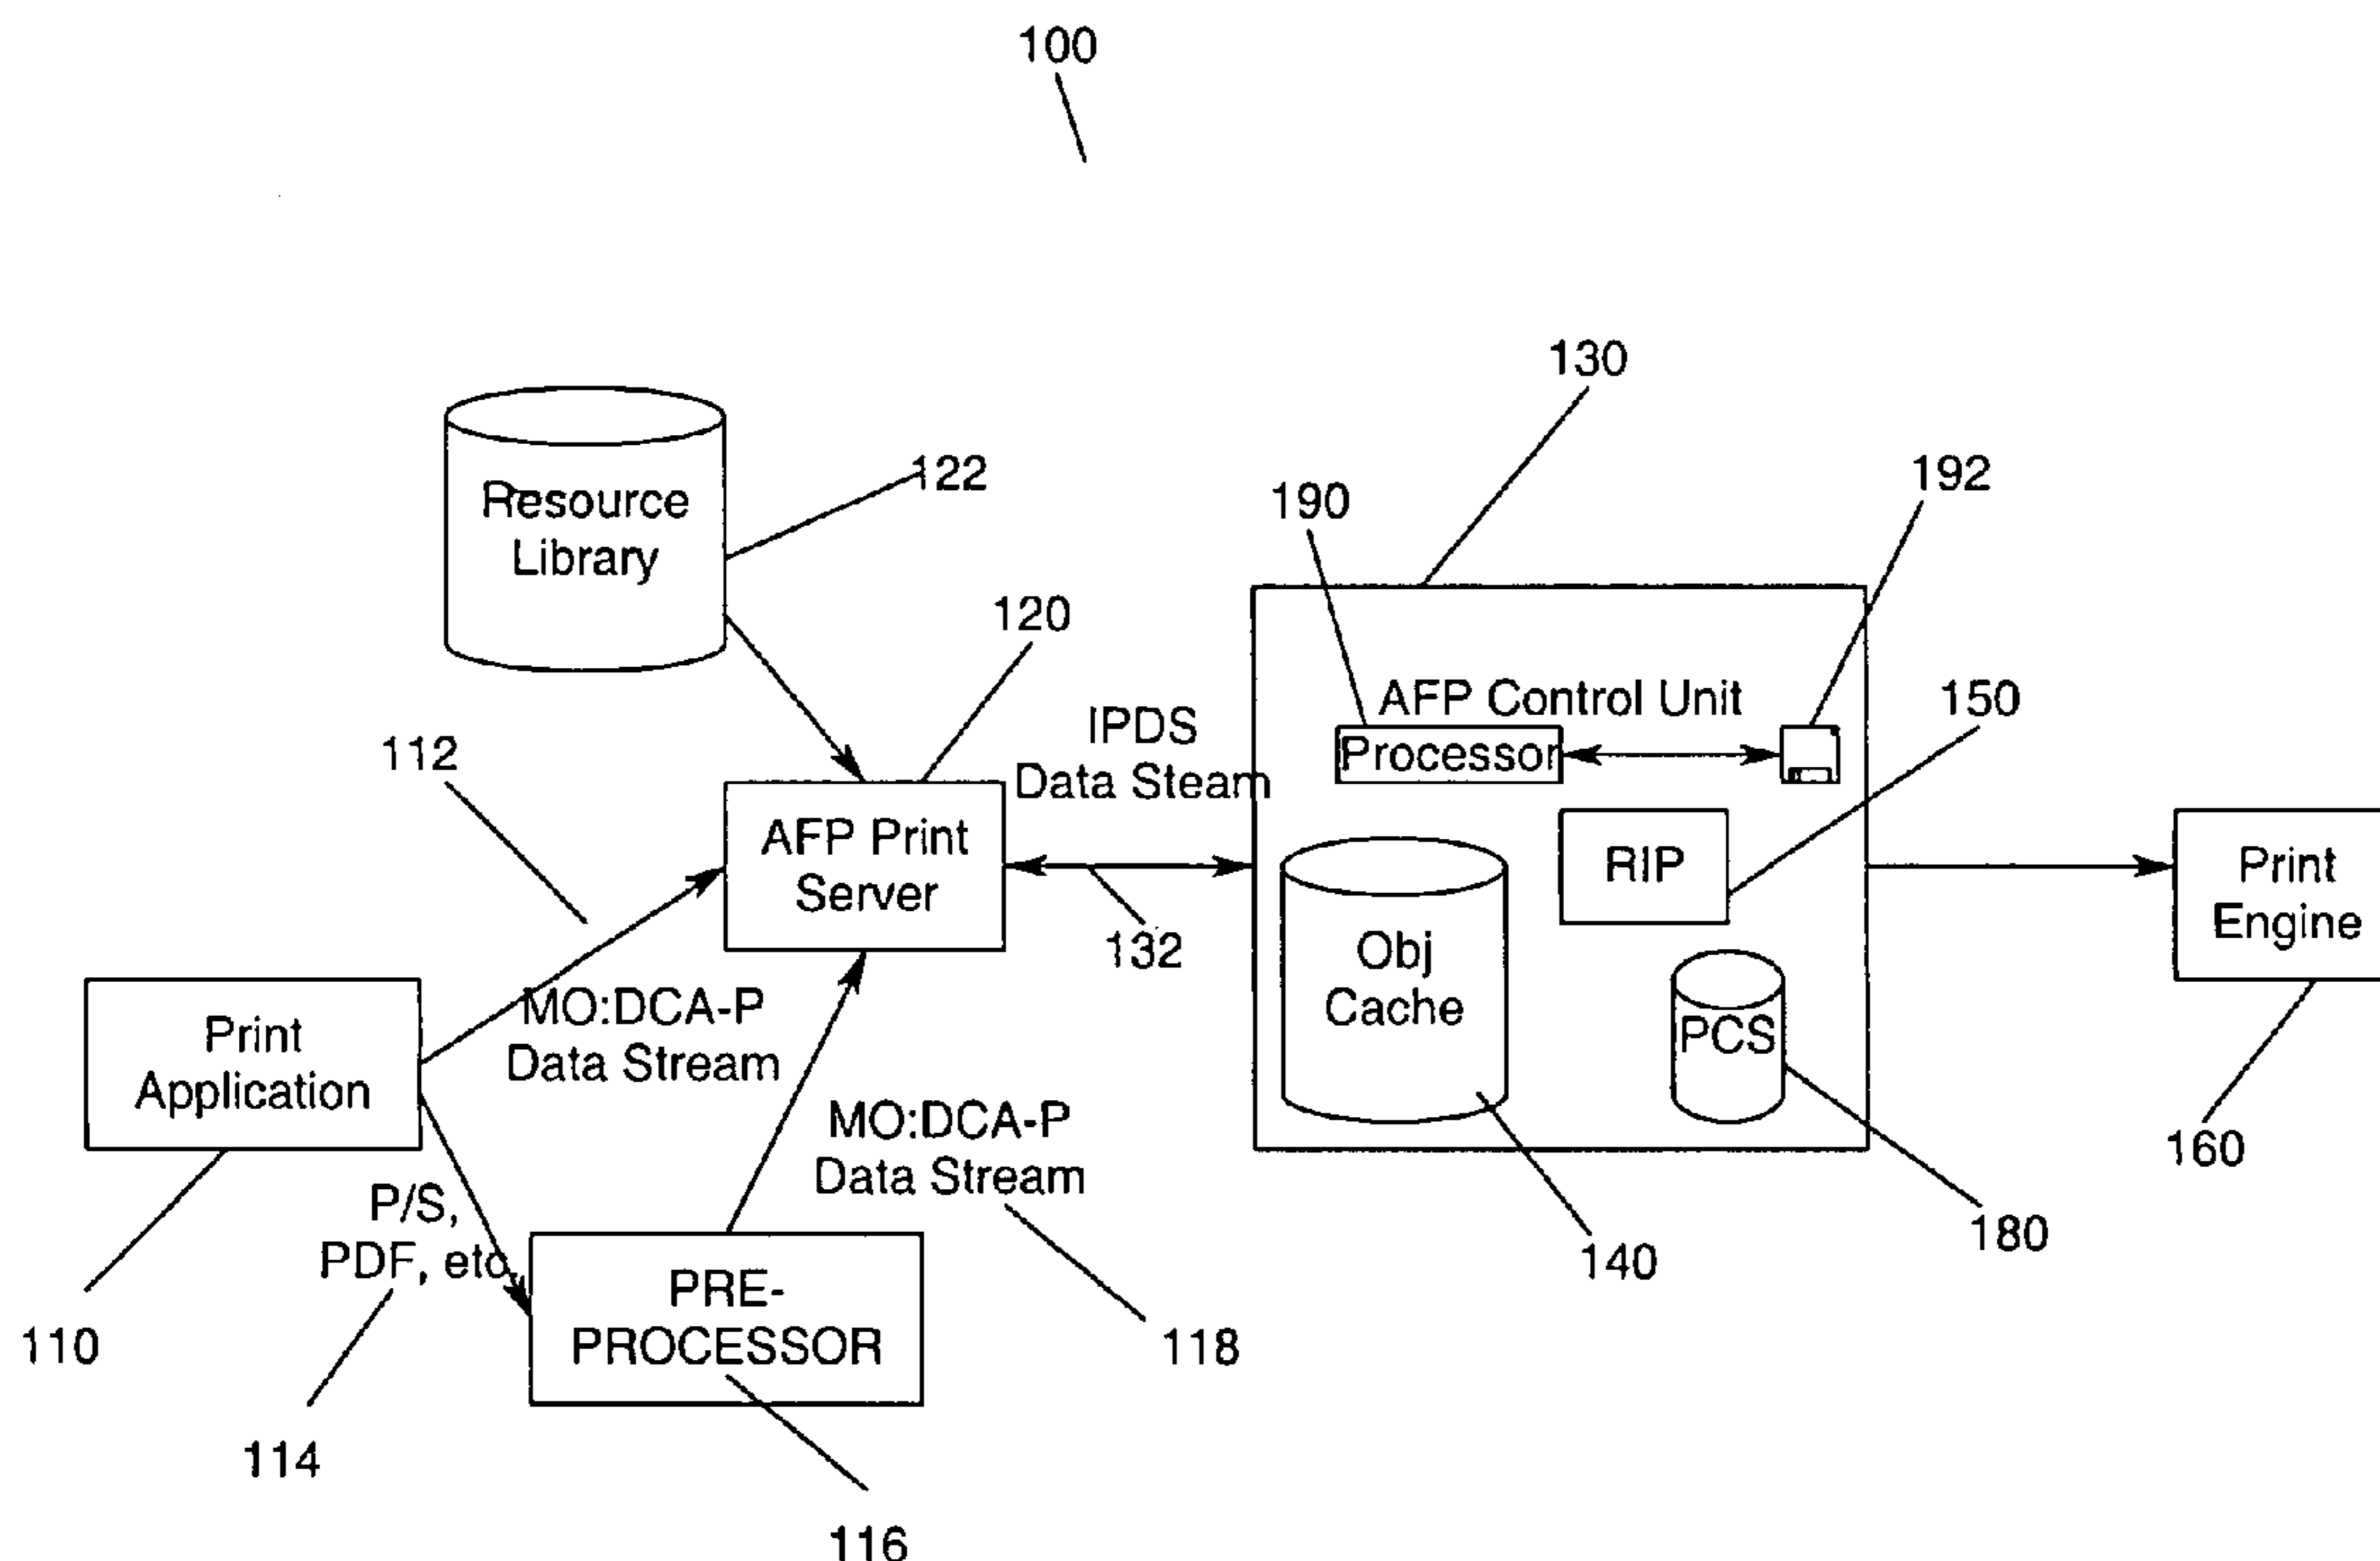 100
130
122
192
190
Resource
Library
120
150
AFP Control Unit
IPDS
Data Steam
112
Processor
AFP Print
Server
RIP
Print
Engine
132
Obj
Cache
MO:DCA-P
Data Stream
PCS
Print
Application
MO:DCA-P
Data Stream
160
P/S,
PDF, etc.
180
140
PRE-
PROCESSOR
110
118
114
116